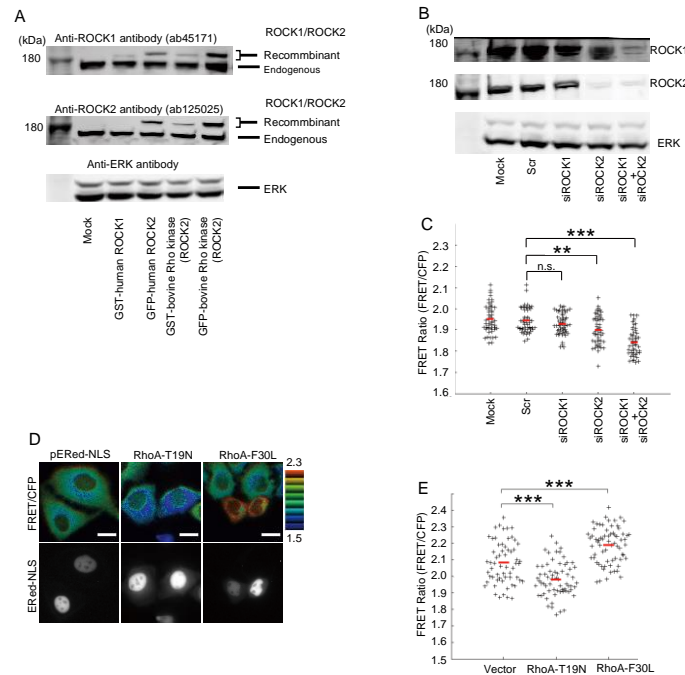 A
(kDa)
Anti-ROCK1 antibody (ab45171)
ROCK1/ROCK2
180
Recommbinant
Endogenous
Anti-ROCK2 antibody (ab125025)
ROCK1/ROCK2
180
Recombinant
Endogenous
Anti-ERK antibody
ERK
Mock
GST-human ROCK1
GFP-human ROCK2
GST-bovine Rho kinase
(ROCK2)
GFP-bovine Rho kinase
(ROCK2)
B
(kDa)
180
ROCK1
180
ROCK2
ERK
Mock
Scr
siROCK1
siROCK2
siROCK1
+
siROCK2
C
FRET Ratio (FRET/CFP)
2.3
2.2
2.1
2.0
1.9
1.8
1.7
1.6
***
**
n.s.
Mock
Scr
siROCK1
siROCK2
siROCK1
+
siROCK2
D
pERed-NLS
RhoA-T19N
RhoA-F30L
FRET/CFP
2.3
1.5
ERed-NLS
E
FRET Ratio (FRET/CFP)
2.5
2.4
2.3
2.2
2.1
2.0
1.9
1.8
1.7
1.6
1.5
***
***
Vector
RhoA-T19N
RhoA-F30L